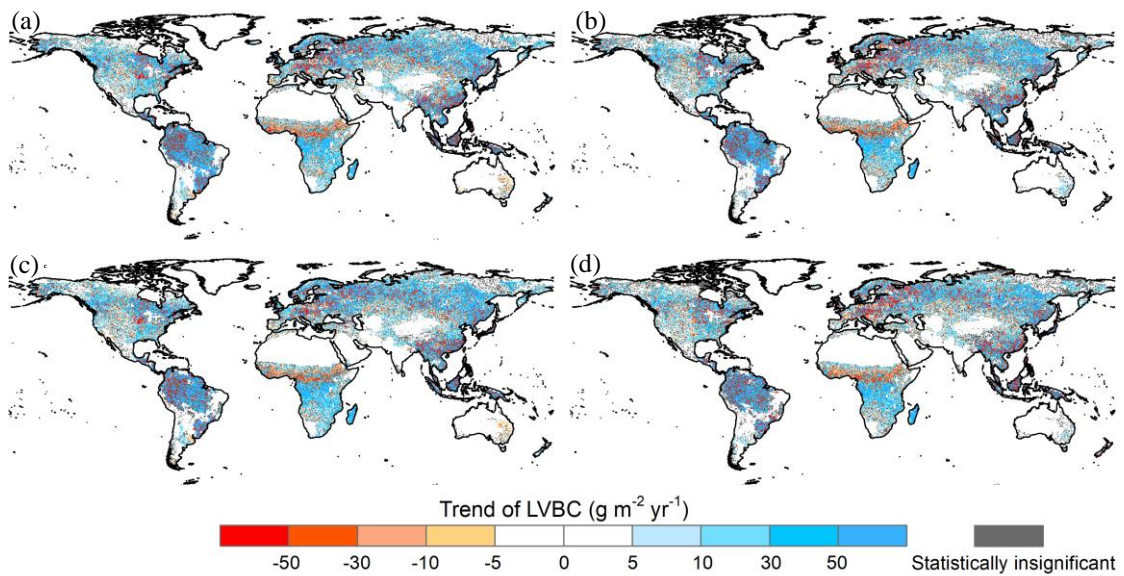 (a) (b)
(c) (d)
Trend of LVBC (g m⁻² yr⁻¹)
-50 -30 -10 -5 0 5 10 30 50 Statistically insignificant